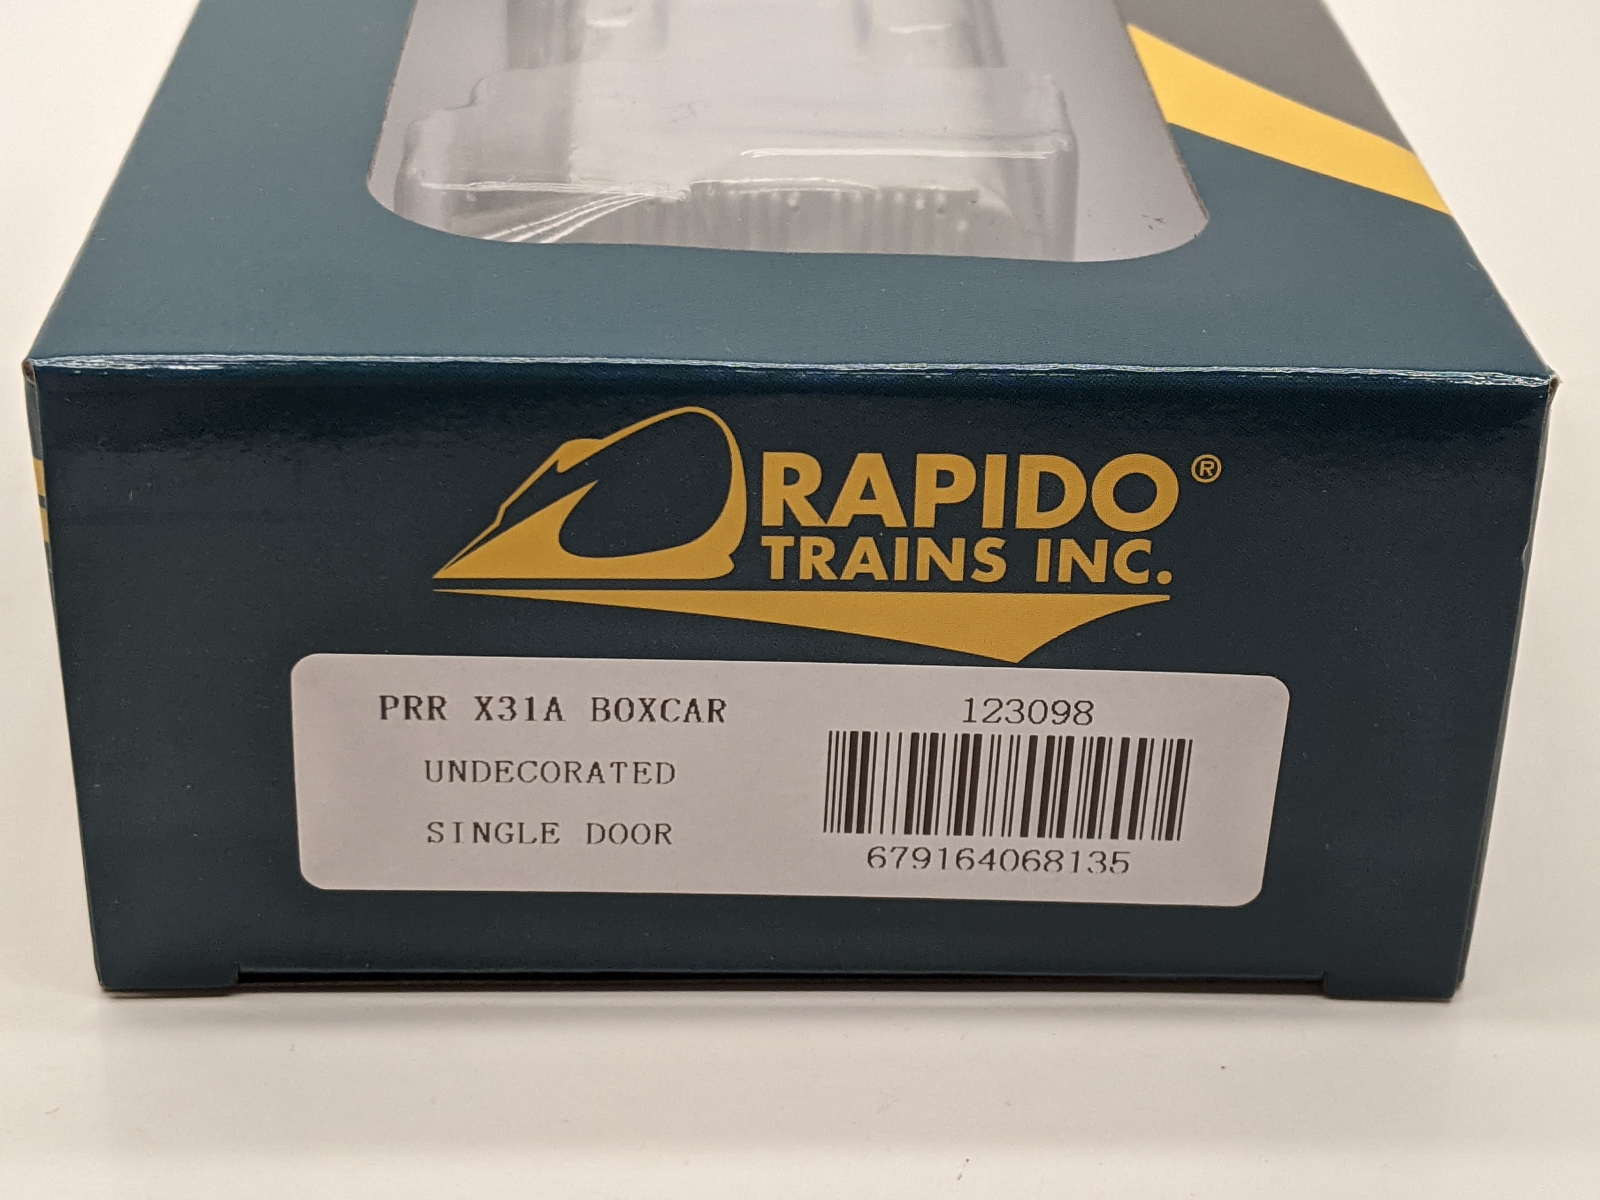 RAPIDO®
TRAINS INC.
PRR X31A BOXCAR
UNDECORATED
SINGLE DOOR
123098
679164068135